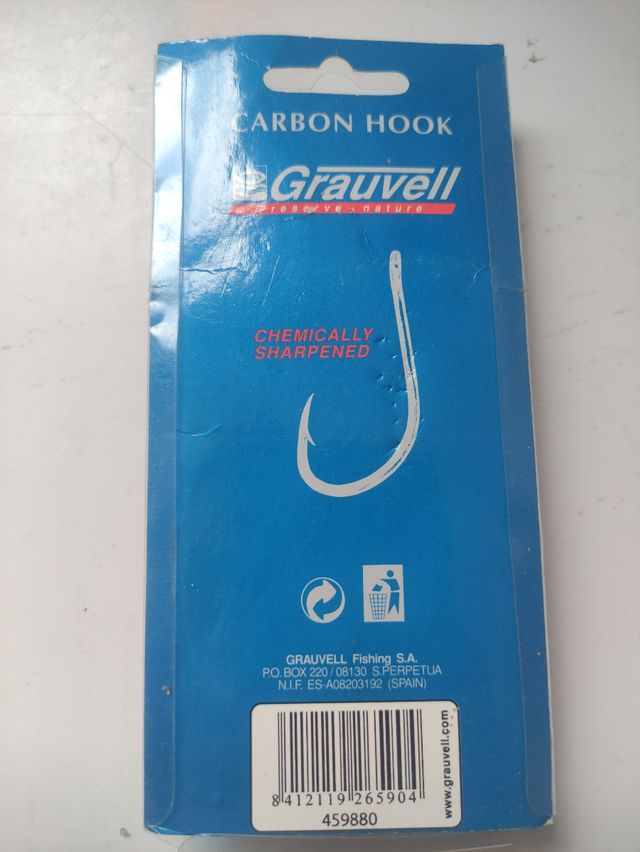 CARBON HOOK
Grauvell
preserve nature
CHEMICALLY
SHARPENED
GRAUVELL Fishing S.A.
P.O. BOX 220 / 08130 S.PERPETUA
N.I.F. ES-A08203192 (SPAIN)
8 412119 265904
459880
www.grauvell.com